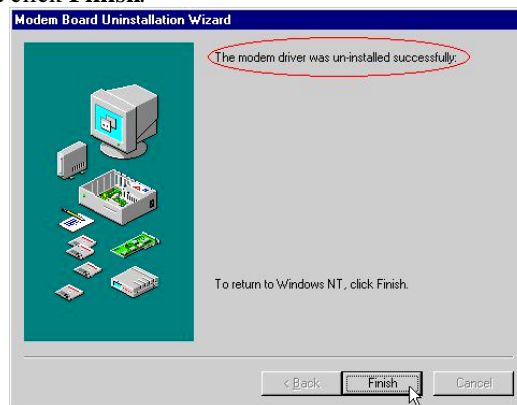 click Finish.
Modem Board Uninstallation Wizard
The modem driver was un-installed successfully:
To return to Windows NT, click Finish.
< Back
Finish
Cancel